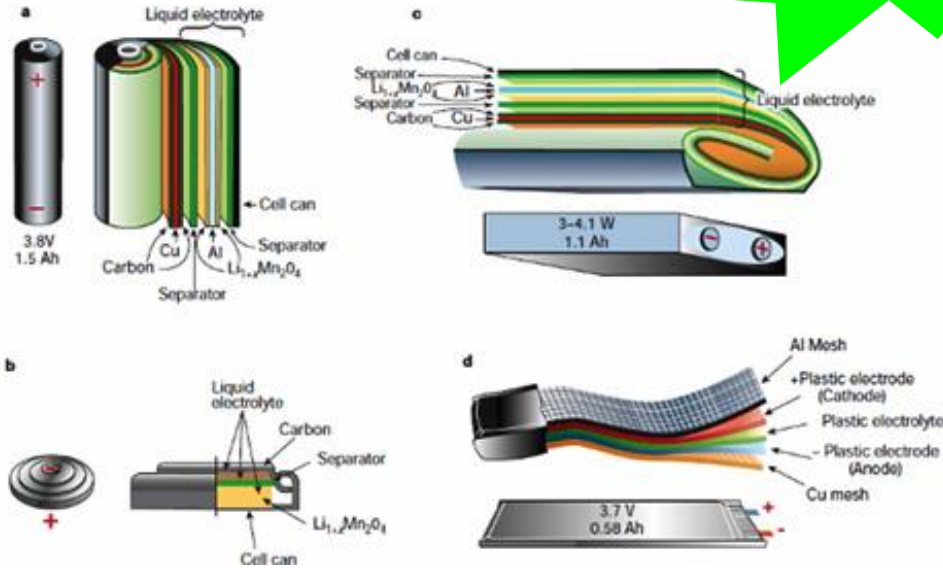 a
Liquid electrolyte
+
−
3.8V
1.5 Ah
Cell can
Separator
Al
Li1+xMn2O4
Cu
Carbon
Separator
c
Cell can
Separator
Li1+xMn2O4
Al
Separator
Carbon
Cu
Liquid electrolyte
3–4.1 W
1.1 Ah
−
+
b
Liquid
electrolyte
Carbon
Separator
Li1+xMn2O4
Cell can
−
+
d
Al Mesh
+Plastic electrode
(Cathode)
Plastic electrolyte
− Plastic electrode
(Anode)
Cu mesh
3.7 V
0.58 Ah
+
-